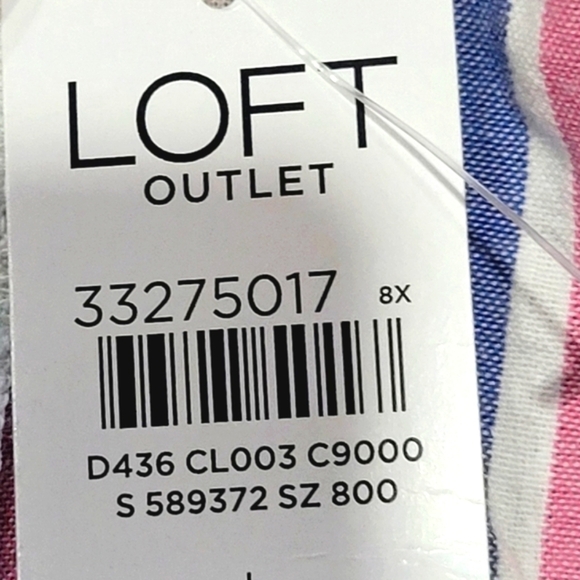 LOFT
OUTLET
33275017 8X
D436 CL003 C9000
S 589372 SZ 800